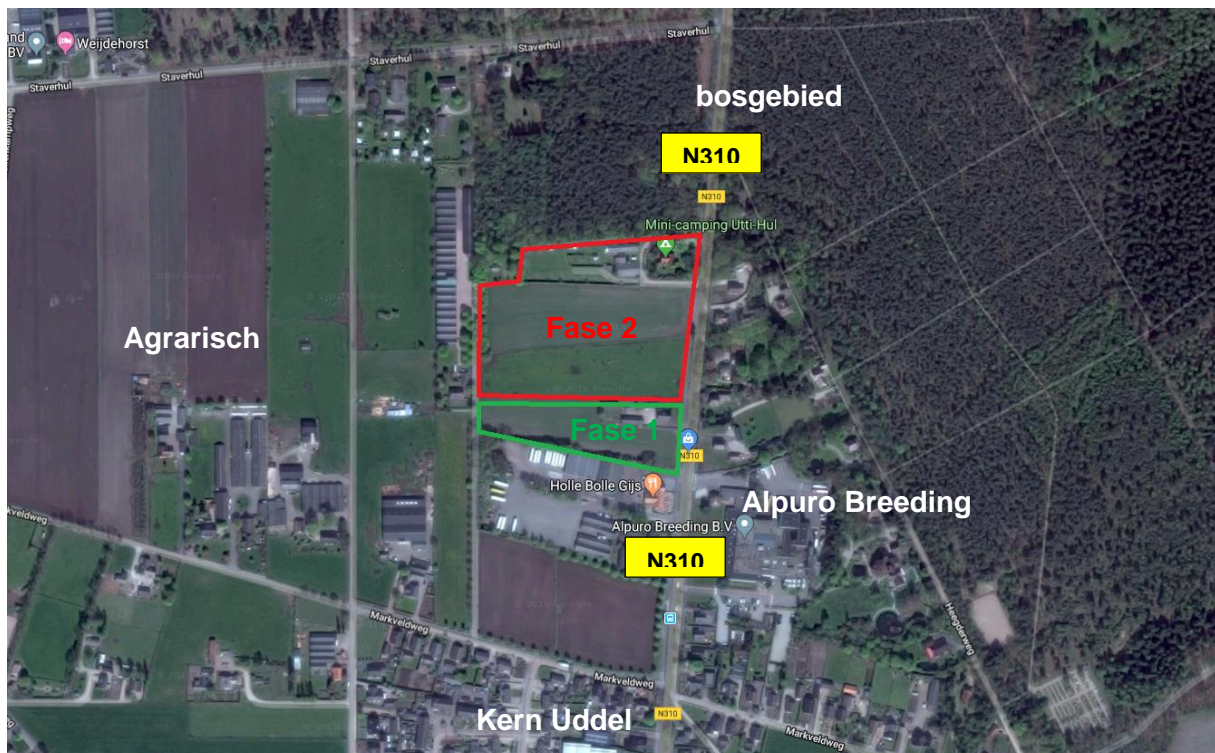 Staverhul
Staverhul
Staverhul
Weijdehorst
BV
bosgebied
N310
N310
Mini-camping Utti-Hul
Agrarisch
Fase 2
Fase 1
N310
Holle Bolle Gijs
Alpuro Breeding
Alpuro Breeding B.V.
N310
Markveldweg
Heegderweg
Markveldweg
Kern Uddel
N310
Markveldweg